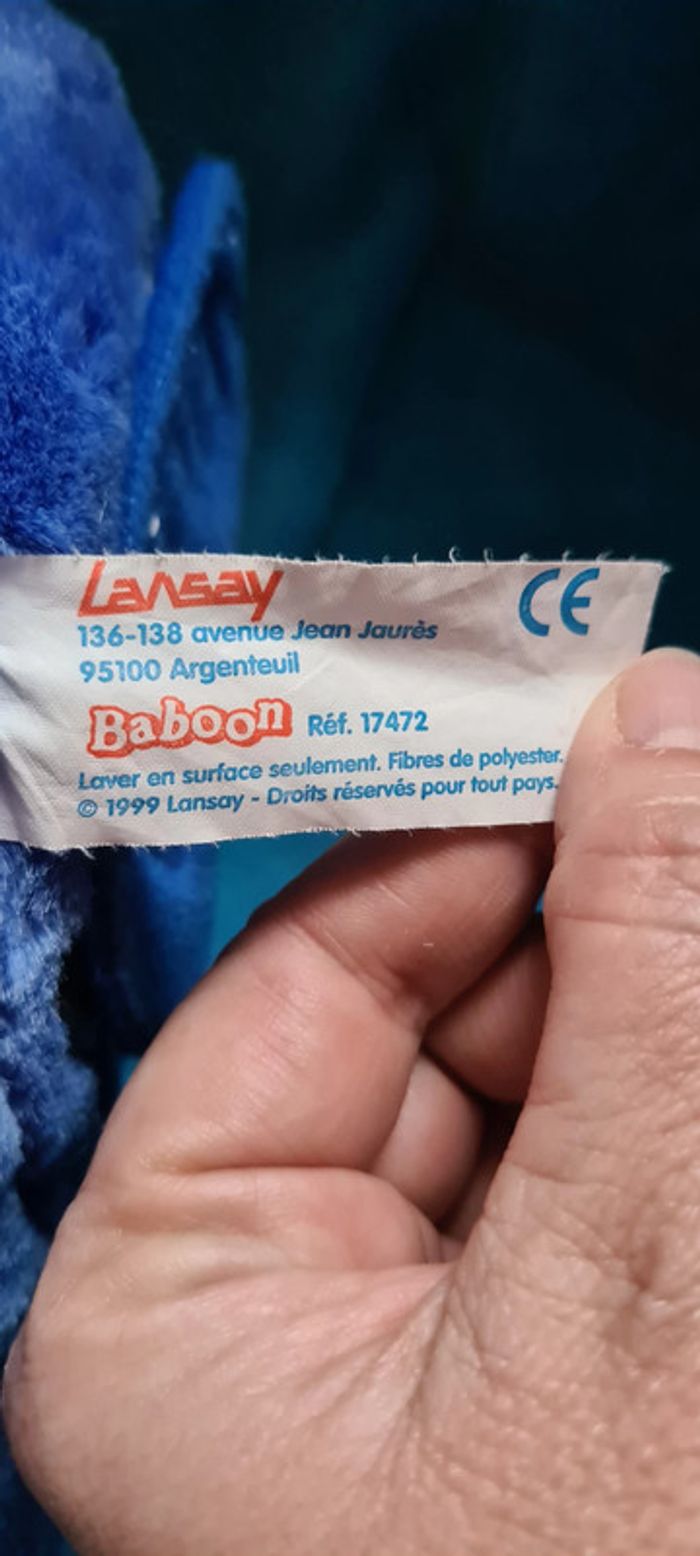 Lansay
CE
136-138 avenue Jean Jaurès
95100 Argenteuil
Baboon Réf. 17472
Laver en surface seulement. Fibres de polyester.
© 1999 Lansay - Droits réservés pour tout pays.